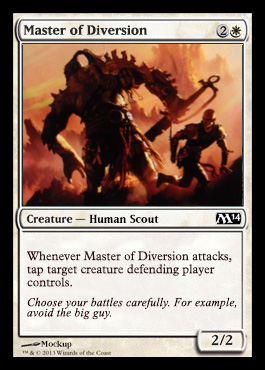 Master of Diversion 2
Creature — Human Scout M14
Whenever Master of Diversion attacks,
tap target creature defending player
controls.
Choose your battles carefully. For example,
avoid the big guy.
Mockup
™ & © 2013 Wizards of the Coast
2/2